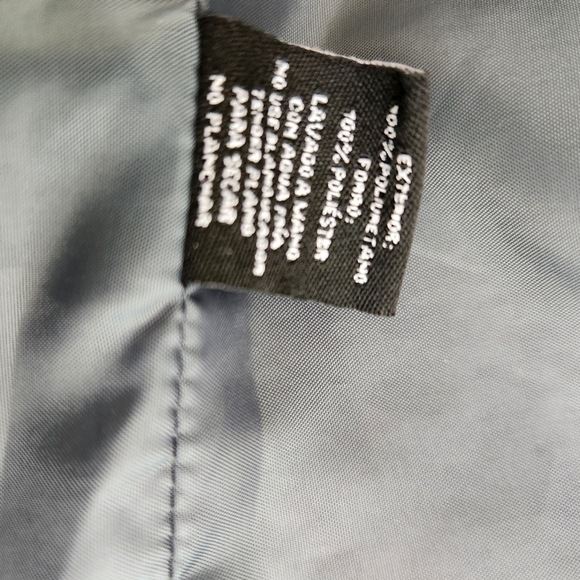 EXTERIOR:
100% POLIURETANO
FORRO:
100% POLIÉSTER
LAVADO A MANO
CON AGUA FRÍA
NO USE BLANQUEADOR
TENDER PLANO
PARA SECAR
NO PLANCHAR